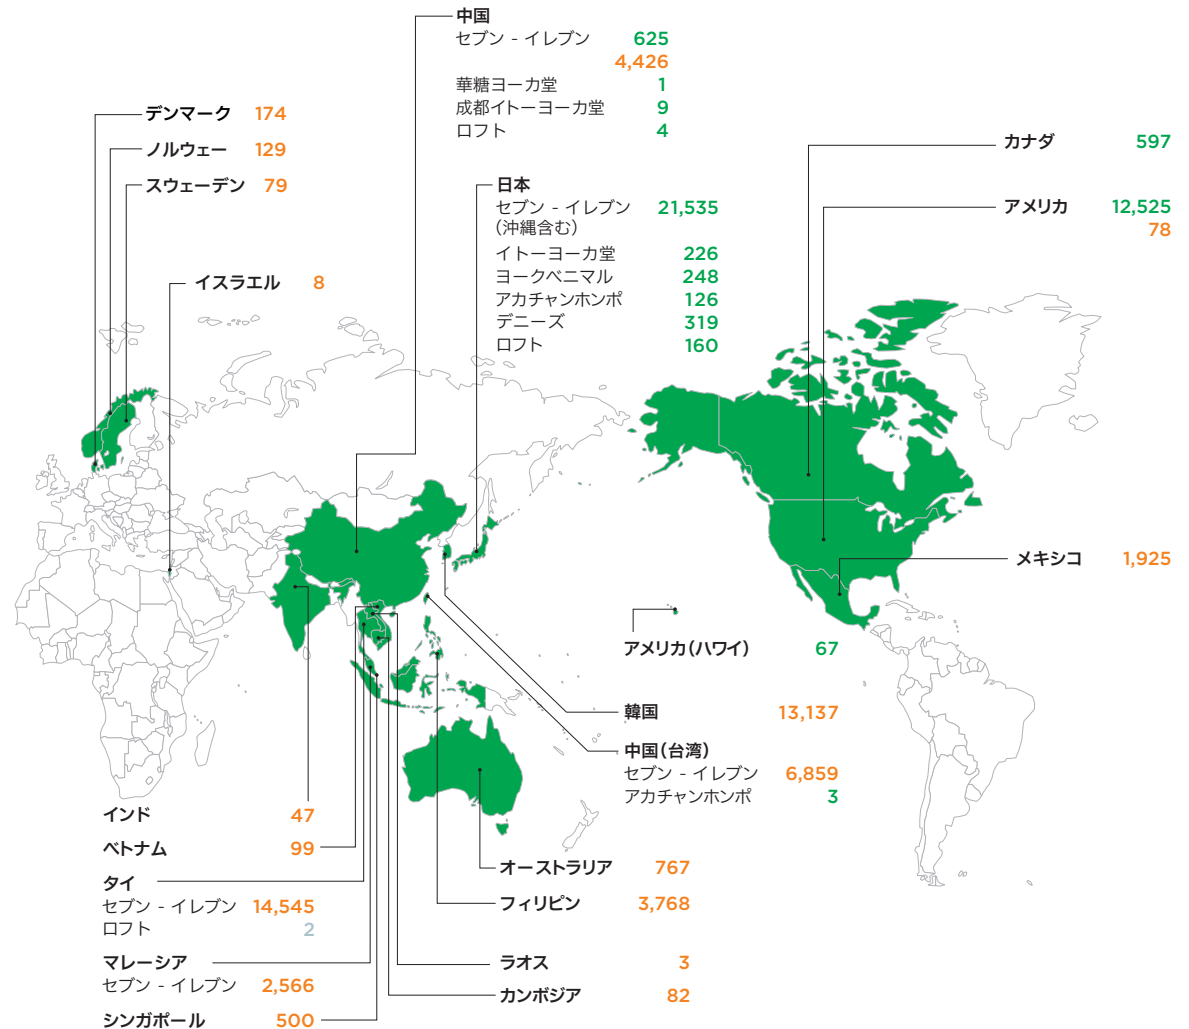 中国
セブン - イレブン 625
4,426
華糖ヨーカ堂 1
成都イトーヨーカ堂 9
ロフト 4
デンマーク 174
ノルウェー 129
スウェーデン 79
イスラエル 8
日本
セブン - イレブン 21,535
(沖縄含む)
イトーヨーカ堂 226
ヨークベニマル 248
アカチャンホンポ 126
デニーズ 319
ロフト 160
カナダ 597
アメリカ 12,525
78
メキシコ 1,925
アメリカ(ハワイ) 67
韓国 13,137
中国(台湾)
セブン - イレブン 6,859
アカチャンホンポ 3
インド 47
ベトナム 99
タイ
セブン - イレブン 14,545
ロフト 2
マレーシア
セブン - イレブン 2,566
シンガポール 500
オーストラリア 767
フィリピン 3,768
ラオス 3
カンボジア 82